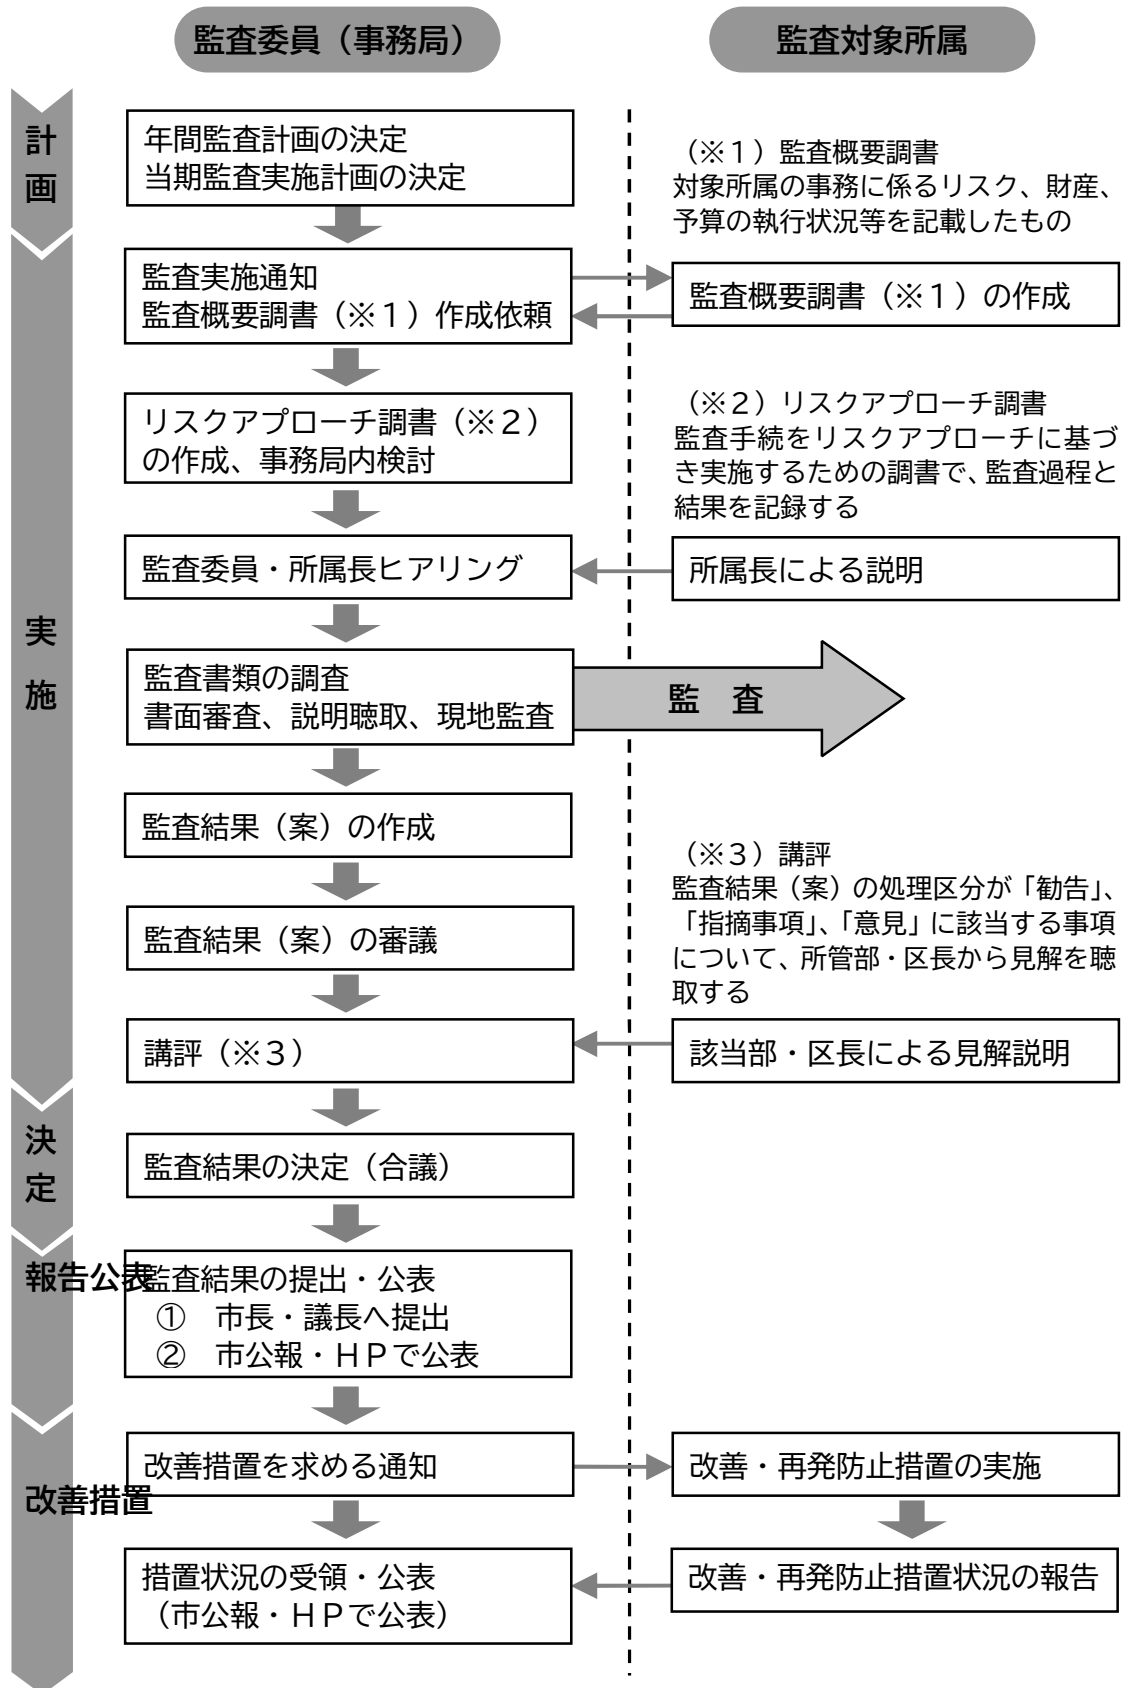 監査委員（事務局）
監査対象所属
計画
年間監査計画の決定
当期監査実施計画の決定
（※１）監査概要調書
対象所属の事務に係るリスク、財産、
予算の執行状況等を記載したもの
実施
監査実施通知
監査概要調書（※１）作成依頼
監査概要調書（※１）の作成
リスクアプローチ調書（※２）
の作成、事務局内検討
（※２）リスクアプローチ調書
監査手続をリスクアプローチに基づ
き実施するための調書で、監査過程と
結果を記録する
監査委員・所属長ヒアリング
所属長による説明
監査書類の調査
書面審査、説明聴取、現地監査
監　査
監査結果（案）の作成
監査結果（案）の審議
（※３）講評
監査結果（案）の処理区分が「勧告」、
「指摘事項」、「意見」に該当する事項
について、所管部・区長から見解を聴
取する
講評（※３）
該当部・区長による見解説明
決定
監査結果の決定（合議）
報告公表
監査結果の提出・公表
①　市長・議長へ提出
②　市公報・ＨＰで公表
改善措置
改善措置を求める通知
改善・再発防止措置の実施
措置状況の受領・公表
（市公報・ＨＰで公表）
改善・再発防止措置状況の報告